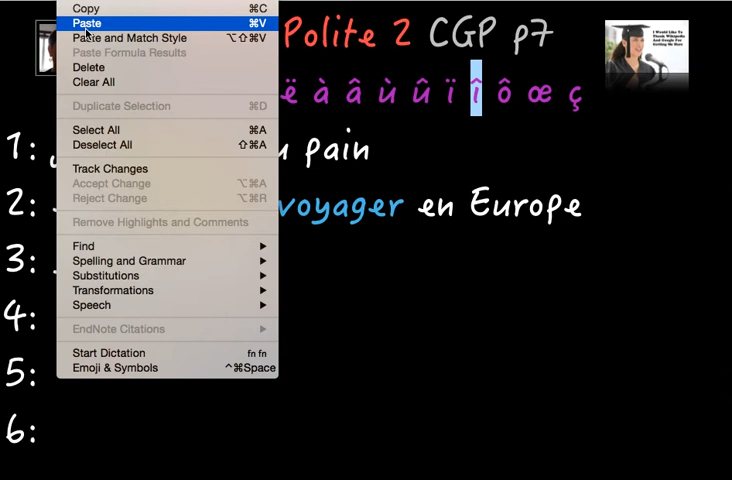 Copy ⌘C
Paste ⌘V
Paste and Match Style ⌥⇧⌘V
Paste Formula Results
Delete
Clear All
Duplicate Selection ⌘D
Select All ⌘A
Deselect All ⇧⌘A
Track Changes
Accept Change ⌥⌘A
Reject Change ⌥⌘R
Remove Highlights and Comments
Find
Spelling and Grammar
Substitutions
Transformations
Speech
EndNote Citations
Start Dictation fn fn
Emoji & Symbols ^⌘Space
Polite 2 CGP p7
I Would Like To
Thank Wikipedia
And Google For
Getting Me Here
ë à â ù û ï î ô œ ç
1: pain
2: voyager en Europe
3:
4:
5:
6: